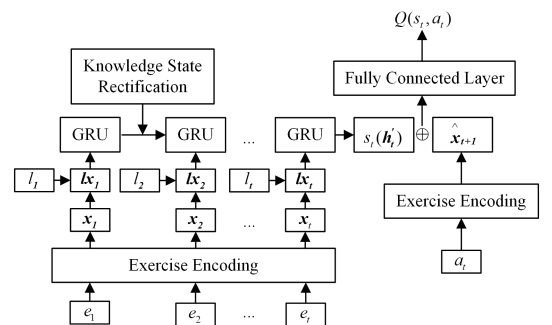 Q(s_t, a_t)
Knowledge State
Rectification
Fully Connected Layer
GRU GRU ... GRU s_t(h'_t) ⊕ x̂_{t+1}
l_1 lx_1 l_2 lx_2 l_t lx_t
x_1 x_2 ... x_t
Exercise Encoding
Exercise Encoding
a_t
e_1 e_2 ... e_t